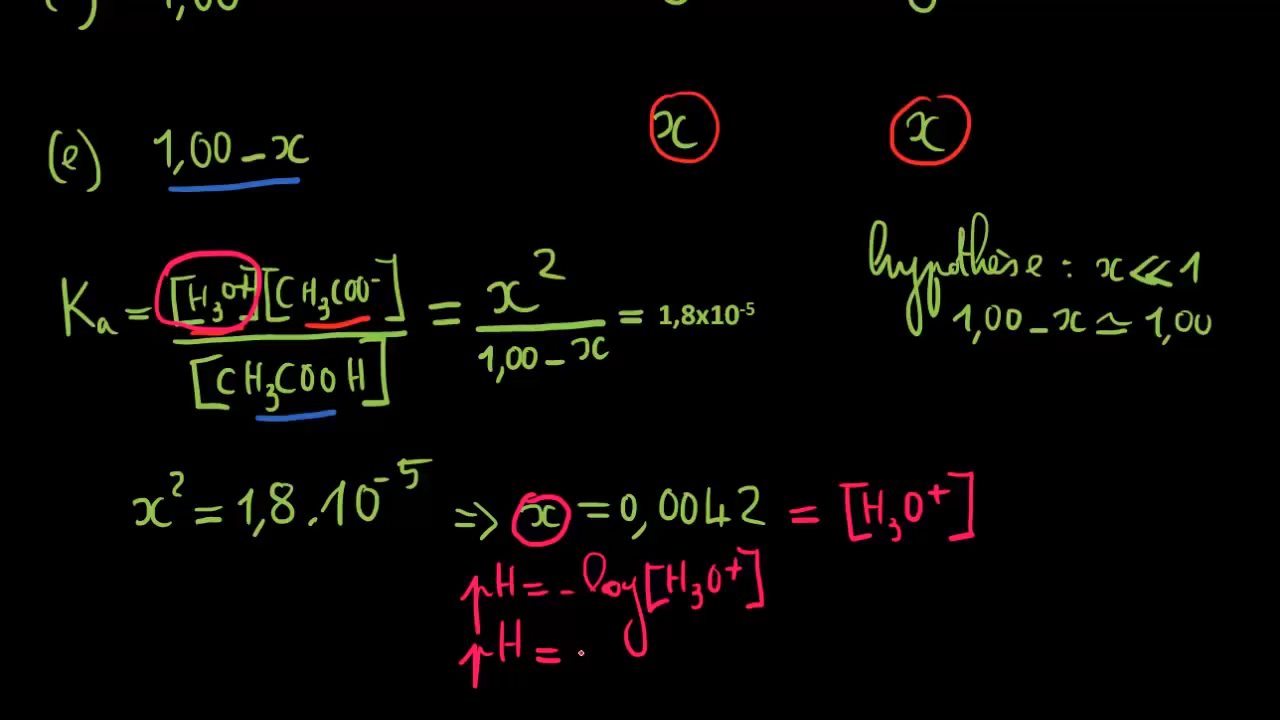 (e) 1,00 – x x x
hypothèse : x << 1
1,00 – x ≃ 1,00
Ka = [H3O+][CH3COO-] / [CH3COOH] = x² / 1,00 – x = 1,8x10⁻⁵
x² = 1,8 . 10⁻⁵ => x = 0,0042 = [H3O+]
pH = - log[H3O+]
pH =